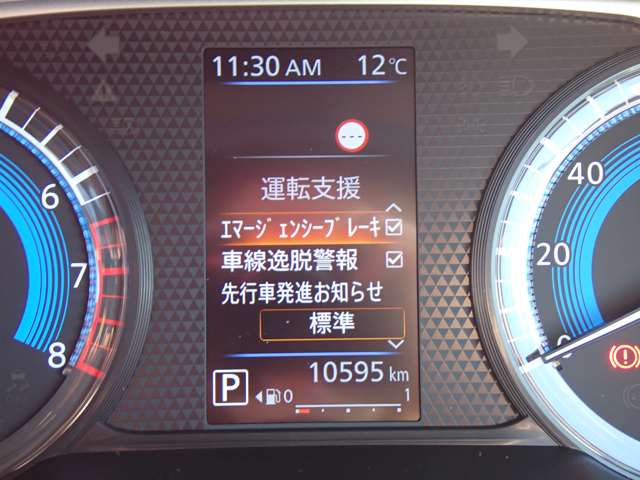 11:30 AM 12℃
---
運転支援
ｴﾏｰｼﾞｪﾝｼｰﾌﾞﾚｰｷ
車線逸脱警報
先行車発進お知らせ
標準
10595 km
P
0 1
6
7
8
40
20
0